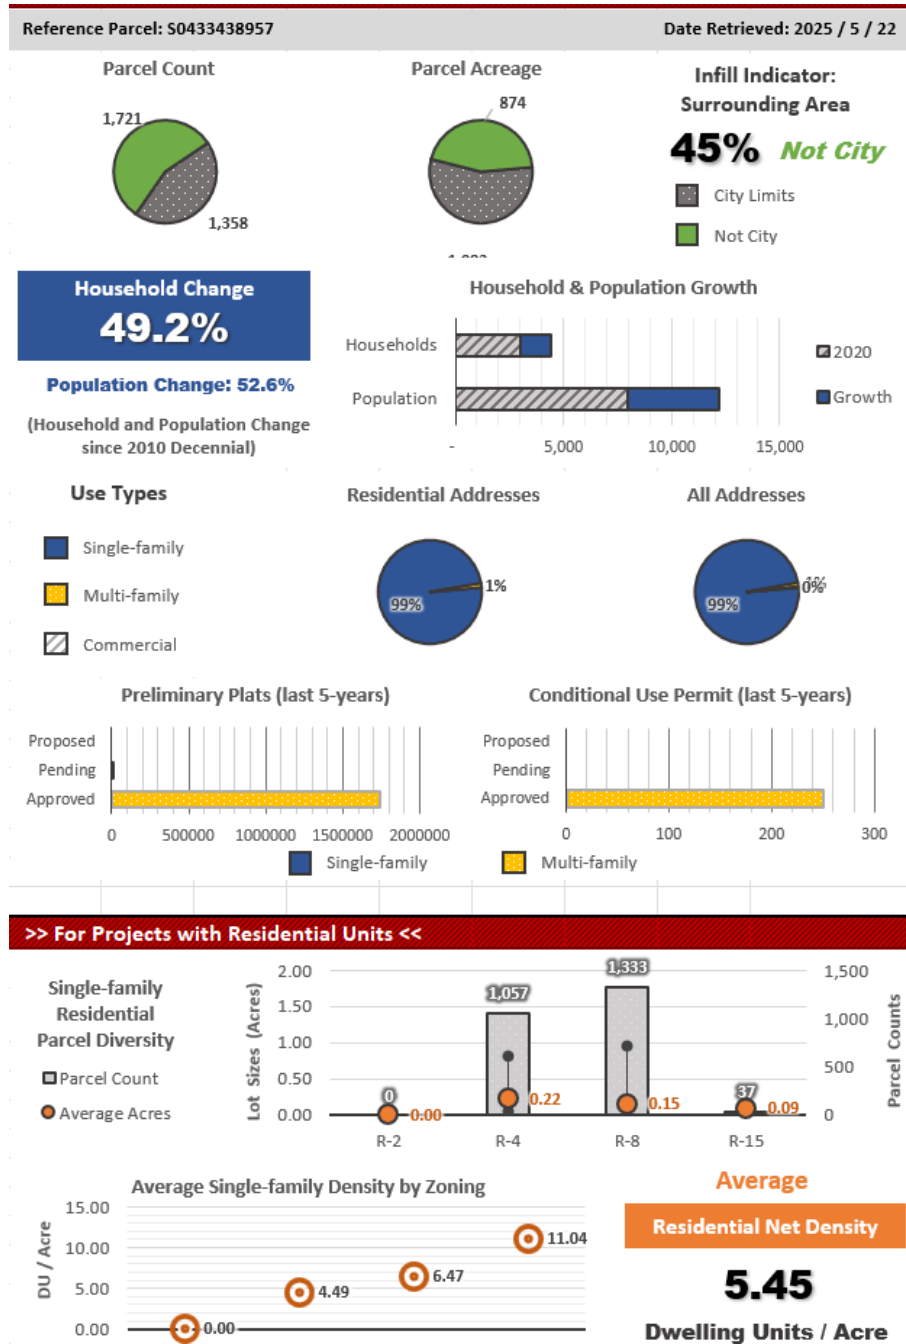 Reference Parcel: S0433438957
Date Retrieved: 2025 / 5 / 22
Parcel Count
1,721
1,358
Parcel Acreage
874
Infill Indicator:
Surrounding Area
45% Not City
City Limits
Not City
Household Change
49.2%
Population Change: 52.6%
(Household and Population Change
since 2010 Decennial)
Household & Population Growth
Households
Population
-
5,000
10,000
15,000
2020
Growth
Use Types
Single-family
Multi-family
Commercial
Residential Addresses
99%
1%
All Addresses
99%
0%
Preliminary Plats (last 5-years)
Proposed
Pending
Approved
0
500000
1000000
1500000
2000000
Conditional Use Permit (last 5-years)
Proposed
Pending
Approved
0
100
200
300
Single-family
Multi-family
>> For Projects with Residential Units <<
Single-family
Residential
Parcel Diversity
Parcel Count
Average Acres
Lot Sizes (Acres)
2.00
1.50
1.00
0.50
0.00
0
1,057
1,333
37
0.00
0.22
0.15
0.09
R-2
R-4
R-8
R-15
1,500
1,000
500
0
Parcel Counts
Average Single-family Density by Zoning
DU / Acre
15.00
10.00
5.00
0.00
0.00
4.49
6.47
11.04
Average
Residential Net Density
5.45
Dwelling Units / Acre